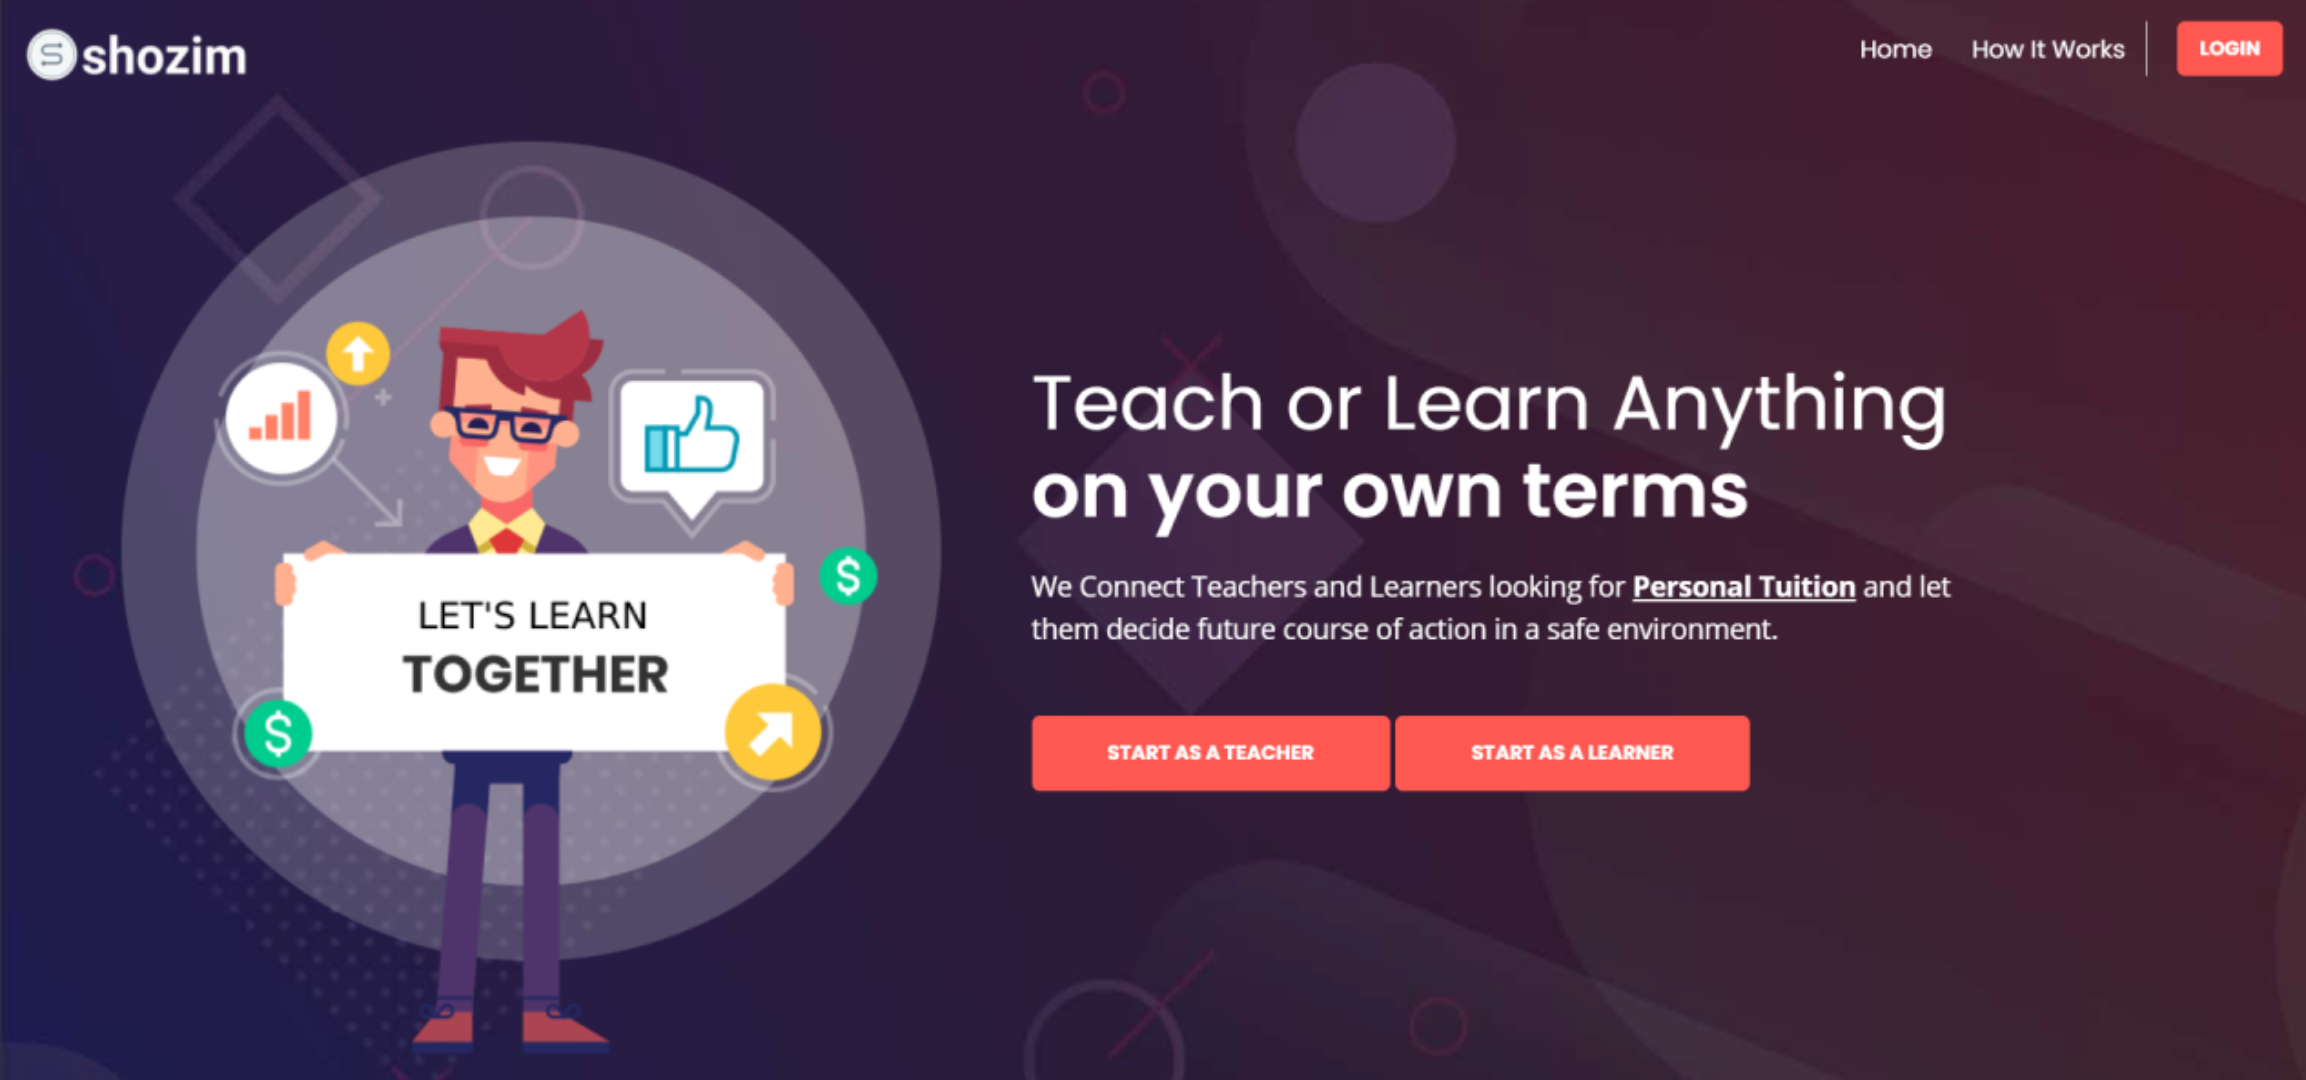 shozim
Home
How It Works
LOGIN
LET'S LEARN
TOGETHER
Teach or Learn Anything
on your own terms
We Connect Teachers and Learners looking for Personal Tuition and let
them decide future course of action in a safe environment.
START AS A TEACHER
START AS A LEARNER